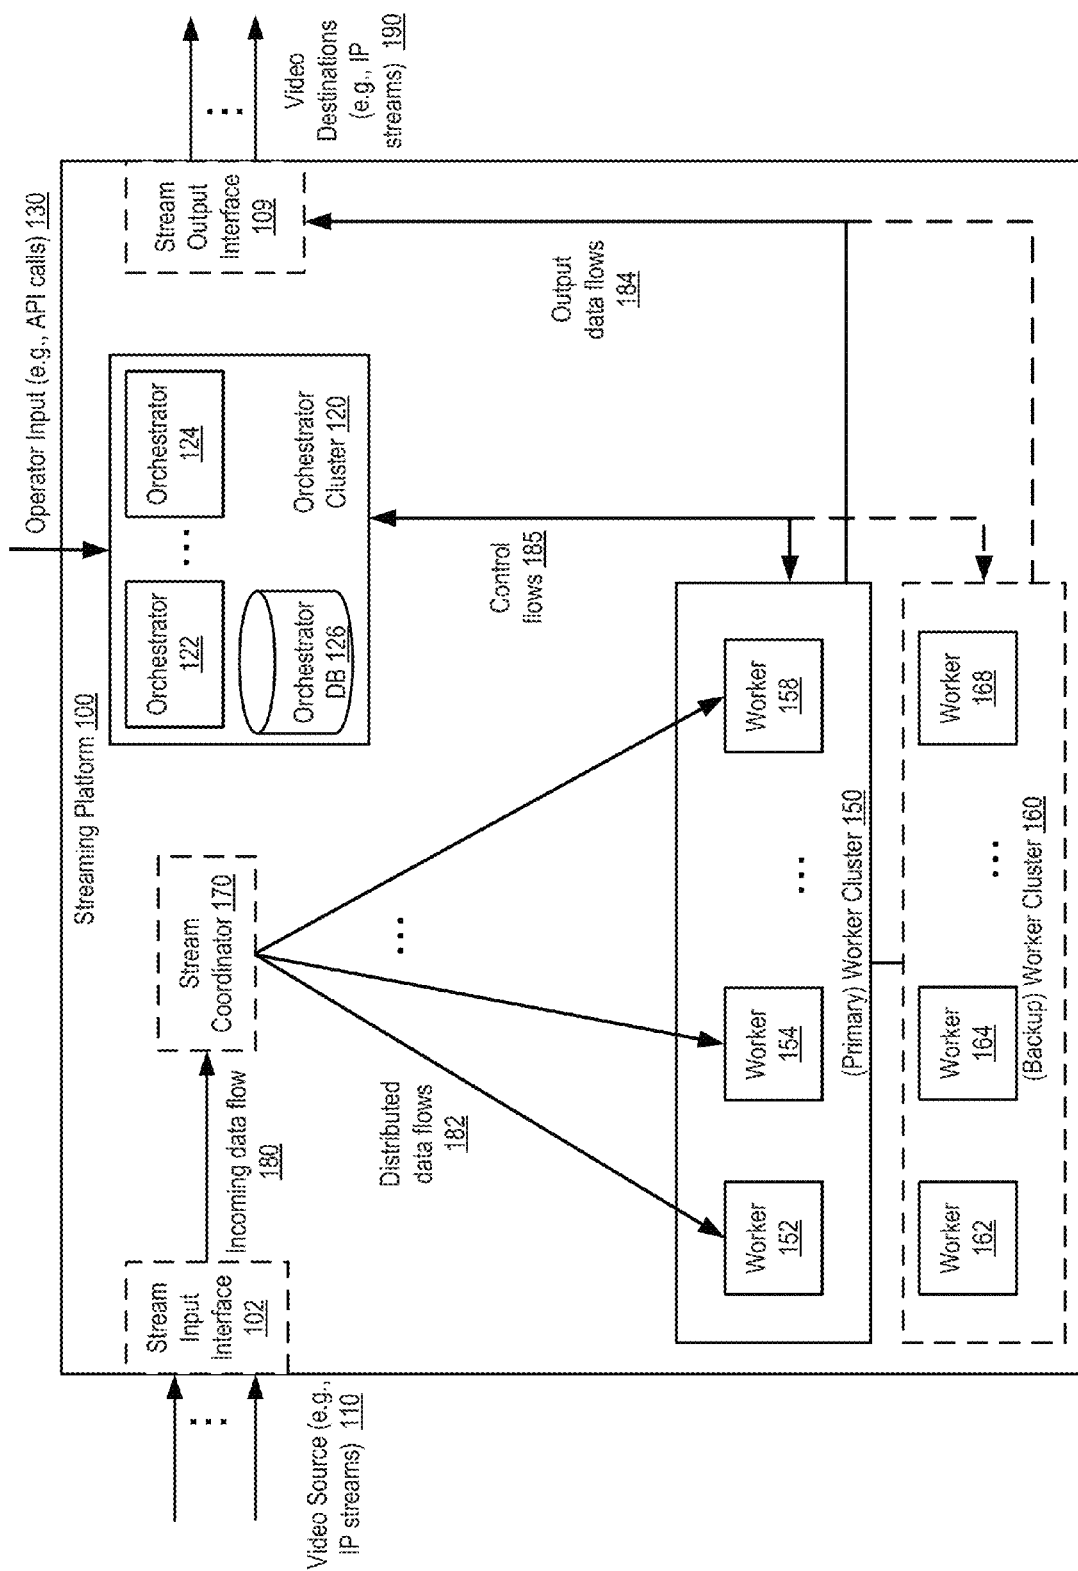 Operator Input (e.g., API calls) 130
Streaming Platform 100
Stream
Input
Interface
102
Video Source (e.g.,
IP streams) 110
Incoming data flow
180
Stream
Coordinator 170
Orchestrator
122
...
Orchestrator
124
Orchestrator
DB 126
Orchestrator
Cluster 120
Stream
Output
Interface
109
...
Video
Destinations
(e.g., IP
streams) 190
...
Distributed
data flows
182
...
Control
flows 185
Output
data flows
184
Worker
152
Worker
154
...
Worker
158
(Primary) Worker Cluster 150
Worker
162
Worker
164
...
Worker
168
(Backup) Worker Cluster 160